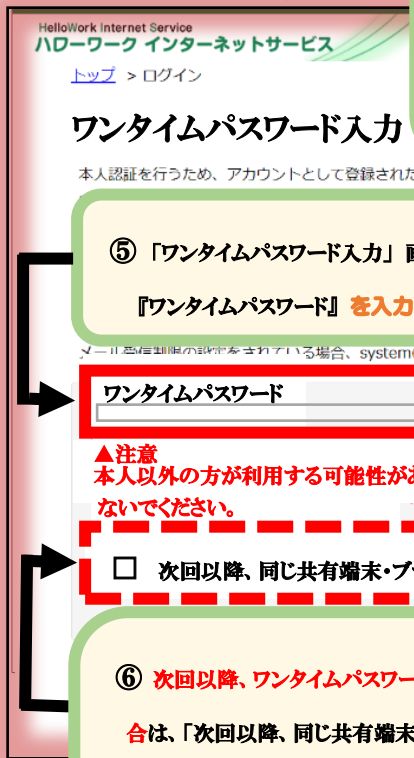 HelloWork Internet Service
ハローワーク インターネットサービス
トップ > ログイン
ワンタイムパスワード入力
本人認証を行うため、アカウントとして登録された
⑤ 「ワンタイムパスワード入力」
『ワンタイムパスワード』 を入力
メール受信制限の設定をされている場合、system
ワンタイムパスワード
▲注意
本人以外の方が利用する可能性が
ないでください。
☐ 次回以降、同じ共有端末・ブ
⑥ 次回以降、ワンタイムパスワー
合は、「次回以降、同じ共有端末